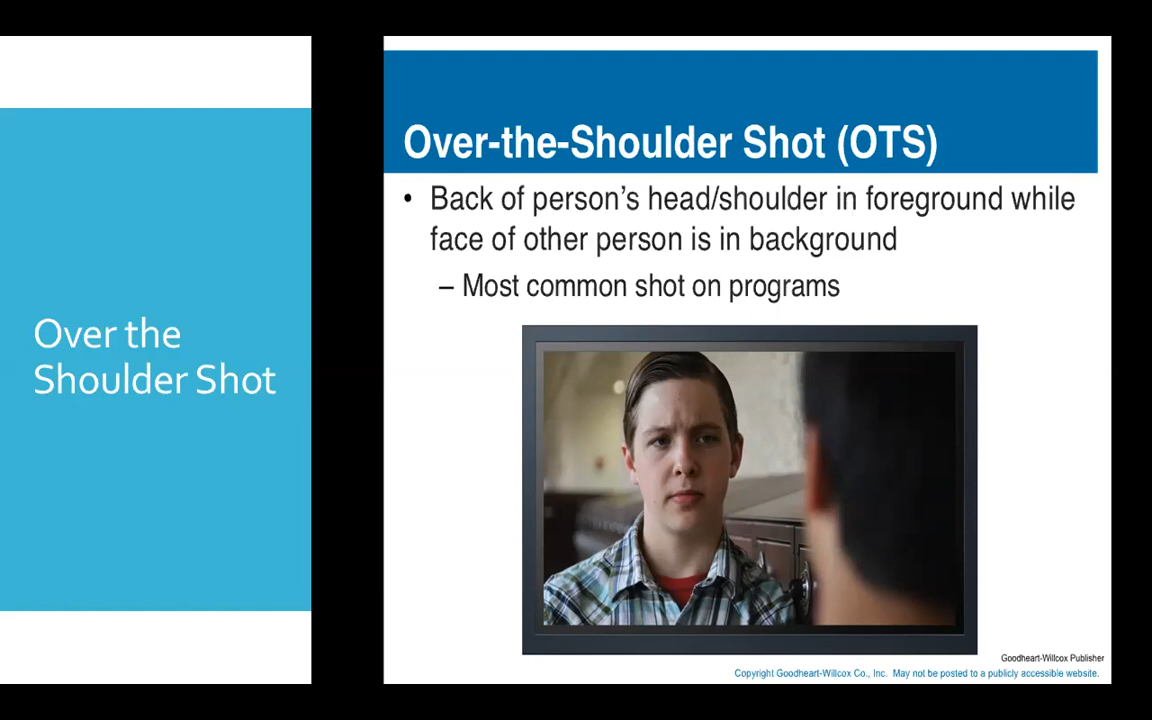 Over the
Shoulder Shot
Over-the-Shoulder Shot (OTS)
• Back of person's head/shoulder in foreground while
face of other person is in background
– Most common shot on programs
Goodheart-Willcox Publisher
Copyright Goodheart-Willcox Co., Inc. May not be posted to a publicly accessible website.